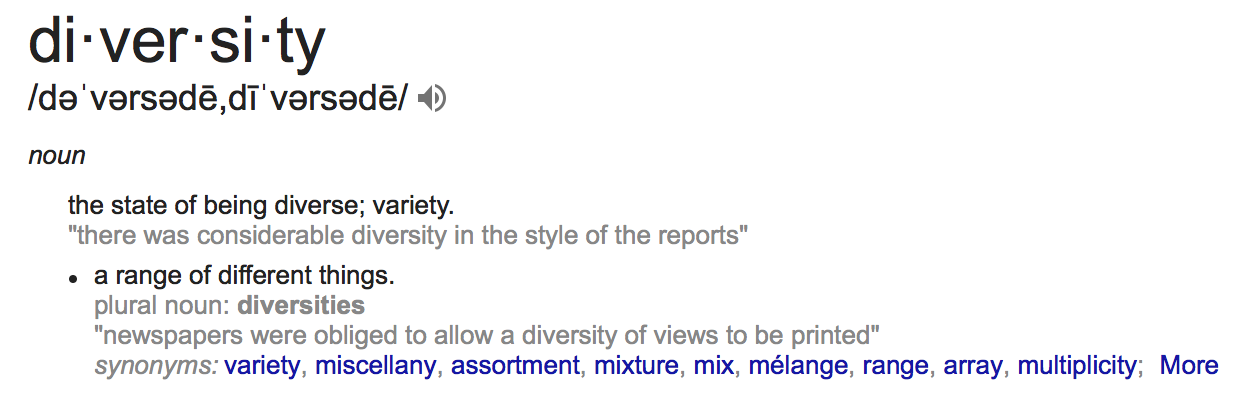 di·ver·si·ty
/dəˈvərsədē,dīˈvərsədē/
noun
the state of being diverse; variety.
"there was considerable diversity in the style of the reports"
• a range of different things.
plural noun: diversities
"newspapers were obliged to allow a diversity of views to be printed"
synonyms: variety, miscellany, assortment, mixture, mix, mélange, range, array, multiplicity; More